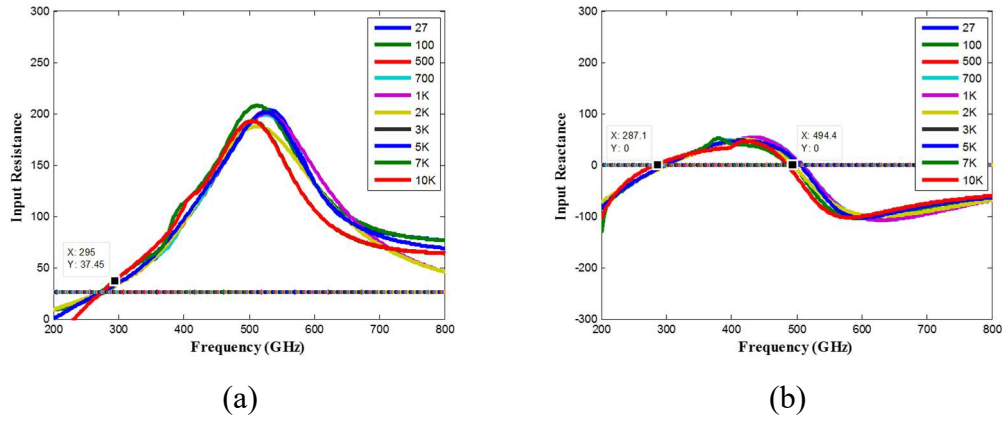 300
250
200
150
100
50
0
Input Resistance
X: 295
Y: 37.45
27
100
500
700
1K
2K
3K
5K
7K
10K
200 300 400 500 600 700 800
Frequency (GHz)
(a)
300
200
100
0
-100
-200
-300
Input Reactance
X: 287.1
Y: 0
X: 494.4
Y: 0
27
100
500
700
1K
2K
3K
5K
7K
10K
200 300 400 500 600 700 800
Frequency (GHz)
(b)